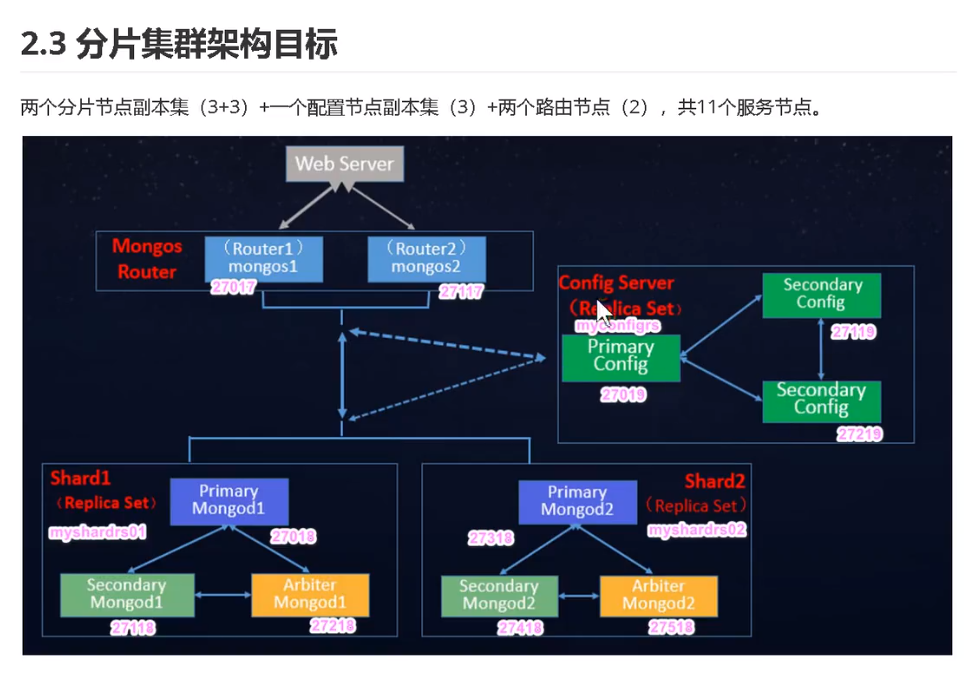 2.3 分片集群架构目标
两个分片节点副本集（3+3）+一个配置节点副本集（3）+两个路由节点（2），共11个服务节点。
Web Server
Mongos
Router
（Router1）
mongos1
27017
（Router2）
mongos2
27117
Config Server
（Replica Set）
myconfigrs
Primary
Config
27019
Secondary
Config
27119
Secondary
Config
27219
Shard1
（Replica Set）
myshardrs01
Primary
Mongod1
27018
Secondary
Mongod1
27118
Arbiter
Mongod1
27218
Shard2
（Replica Set）
myshardrs02
Primary
Mongod2
27318
Secondary
Mongod2
27418
Arbiter
Mongod2
27518